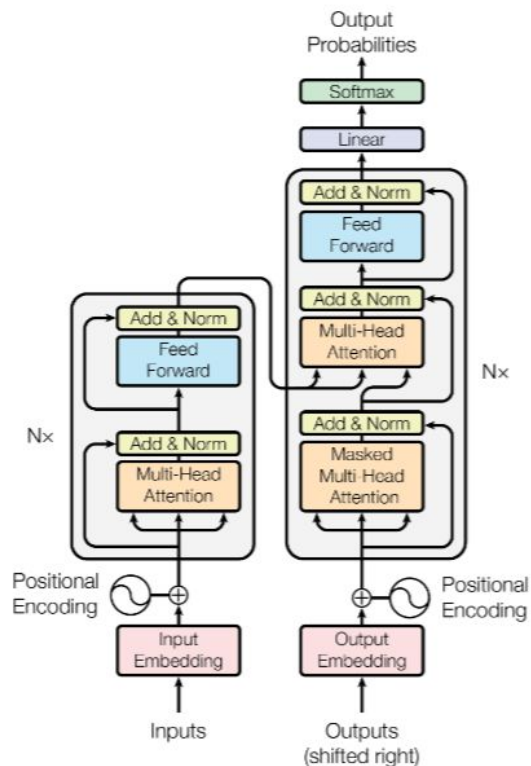 Output
Probabilities
Softmax
Linear
Add & Norm
Feed
Forward
Add & Norm
Multi-Head
Attention
Add & Norm
Masked
Multi-Head
Attention
Nx
Add & Norm
Feed
Forward
Add & Norm
Multi-Head
Attention
Nx
Positional
Encoding
Positional
Encoding
Input
Embedding
Output
Embedding
Inputs
Outputs
(shifted right)